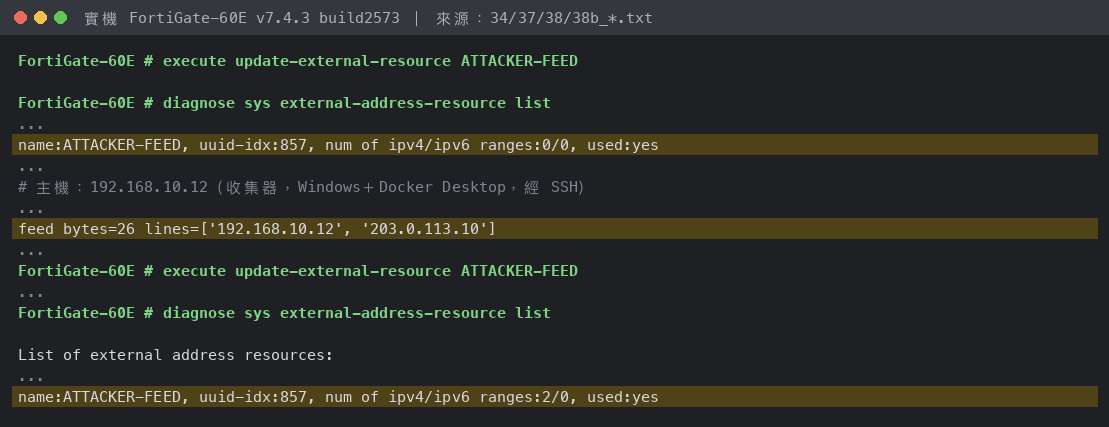 實機 FortiGate-60E v7.4.3 build2573 | 來源：34/37/38/38b_*.txt
FortiGate-60E # execute update-external-resource ATTACKER-FEED
FortiGate-60E # diagnose sys external-address-resource list
...
name:ATTACKER-FEED, uuid-idx:857, num of ipv4/ipv6 ranges:0/0, used:yes
...
# 主機：192.168.10.12（收集器，Windows＋Docker Desktop，經 SSH）
...
feed bytes=26 lines=['192.168.10.12', '203.0.113.10']
...
FortiGate-60E # execute update-external-resource ATTACKER-FEED
...
FortiGate-60E # diagnose sys external-address-resource list
List of external address resources:
...
name:ATTACKER-FEED, uuid-idx:857, num of ipv4/ipv6 ranges:2/0, used:yes